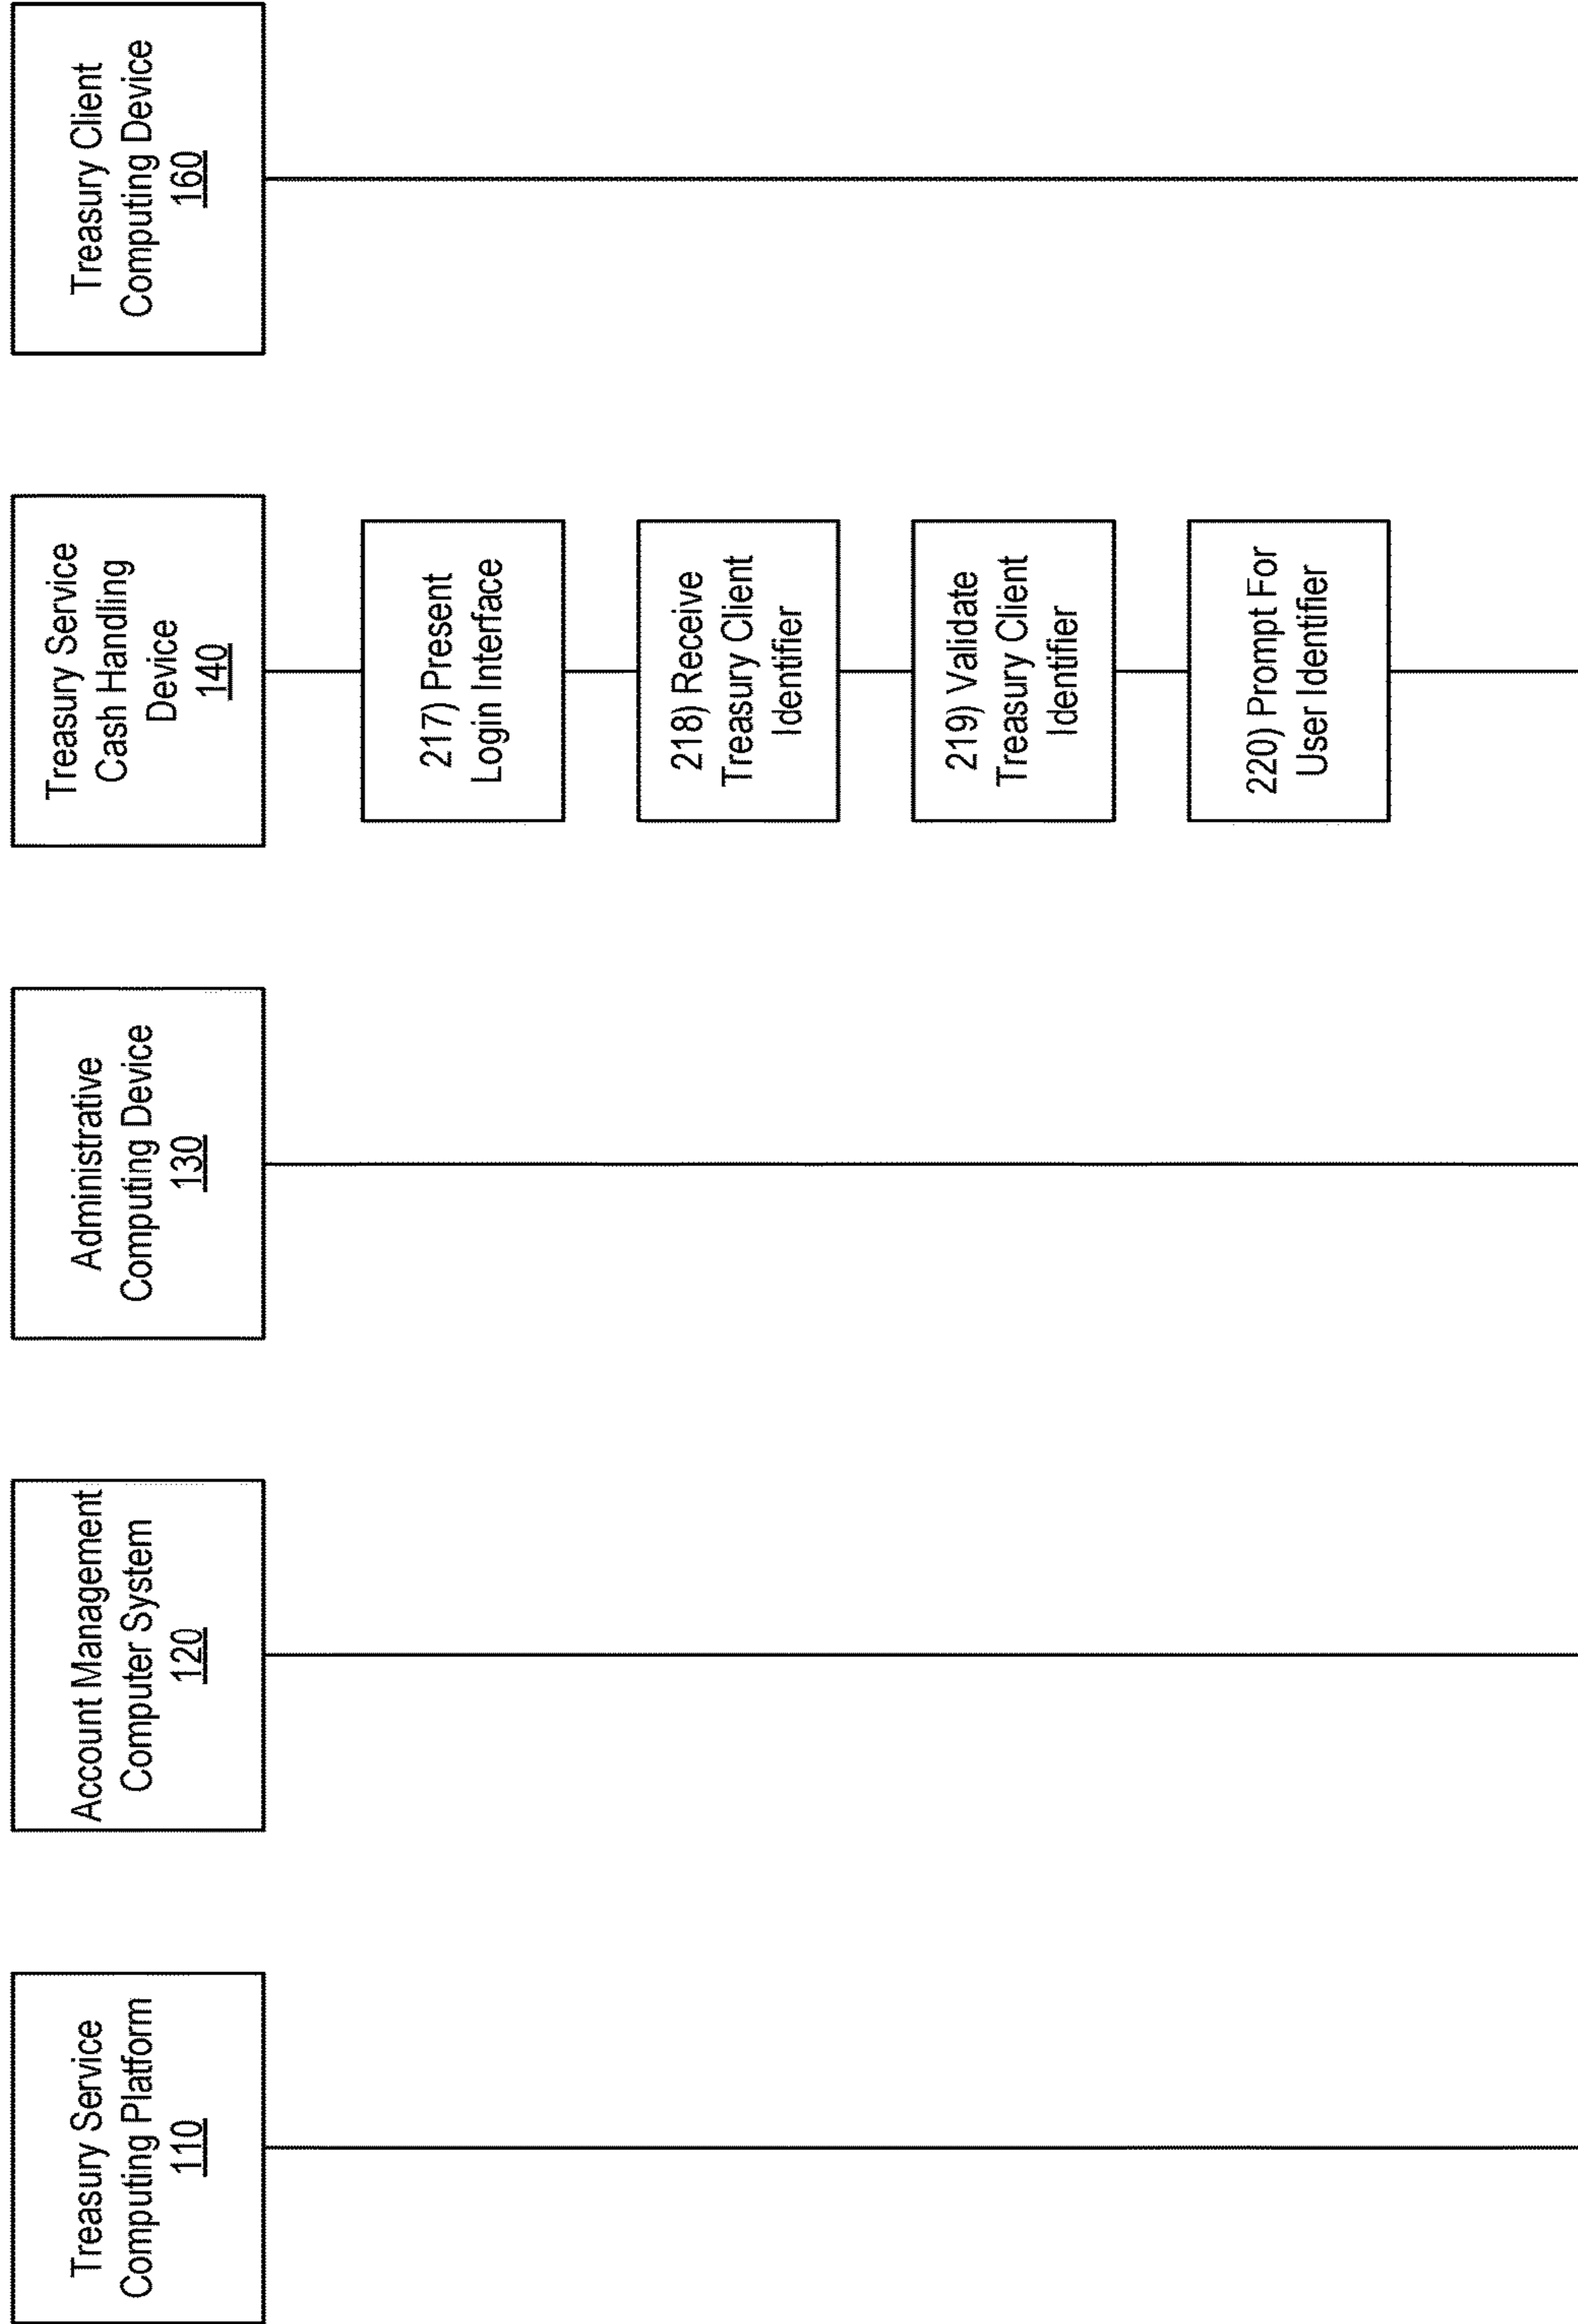 Treasury Service
Computing Platform
110
Account Management
Computer System
120
Administrative
Computing Device
130
Treasury Service
Cash Handling
Device
140
Treasury Client
Computing Device
160
217) Present
Login Interface
218) Receive
Treasury Client
Identifier
219) Validate
Treasury Client
Identifier
220) Prompt For
User Identifier